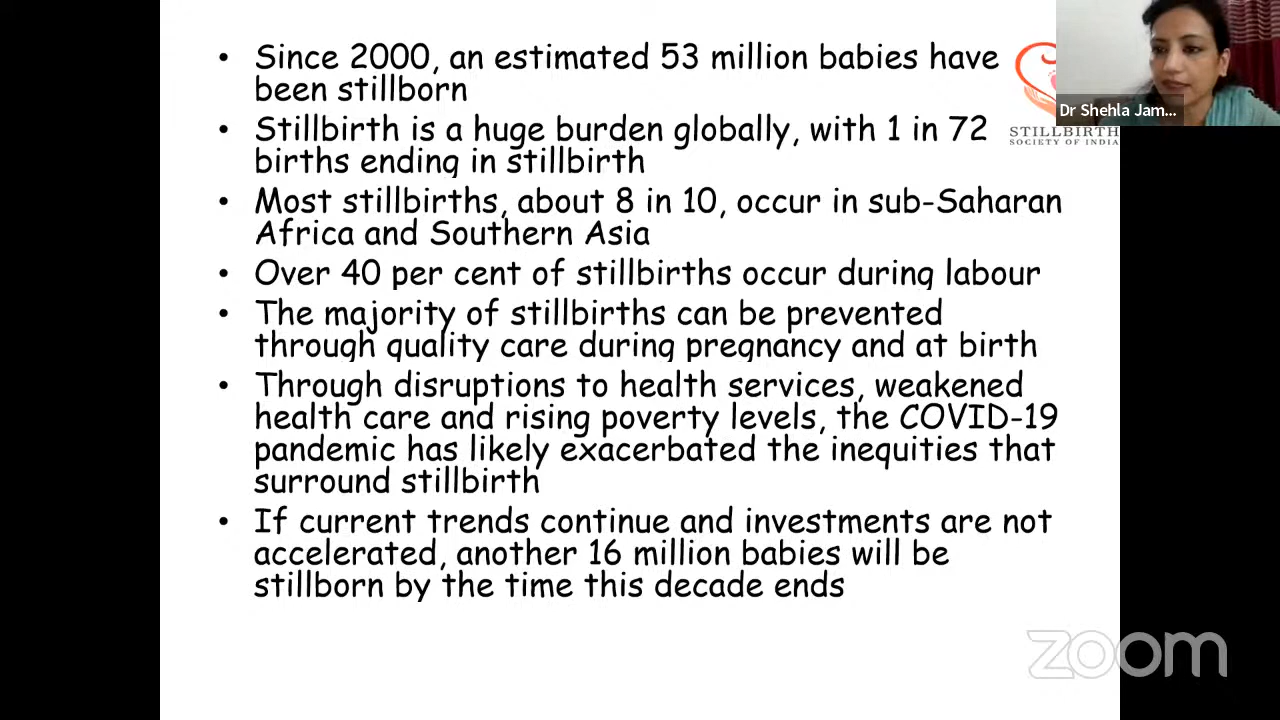 • Since 2000, an estimated 53 million babies have
been stillborn
• Stillbirth is a huge burden globally, with 1 in 72
births ending in stillbirth
• Most stillbirths, about 8 in 10, occur in sub-Saharan
Africa and Southern Asia
• Over 40 per cent of stillbirths occur during labour
• The majority of stillbirths can be prevented
through quality care during pregnancy and at birth
• Through disruptions to health services, weakened
health care and rising poverty levels, the COVID-19
pandemic has likely exacerbated the inequities that
surround stillbirth
• If current trends continue and investments are not
accelerated, another 16 million babies will be
stillborn by the time this decade ends
Dr Shehla Jam...
STILLBIRTH
SOCIETY OF INDIA
zoom